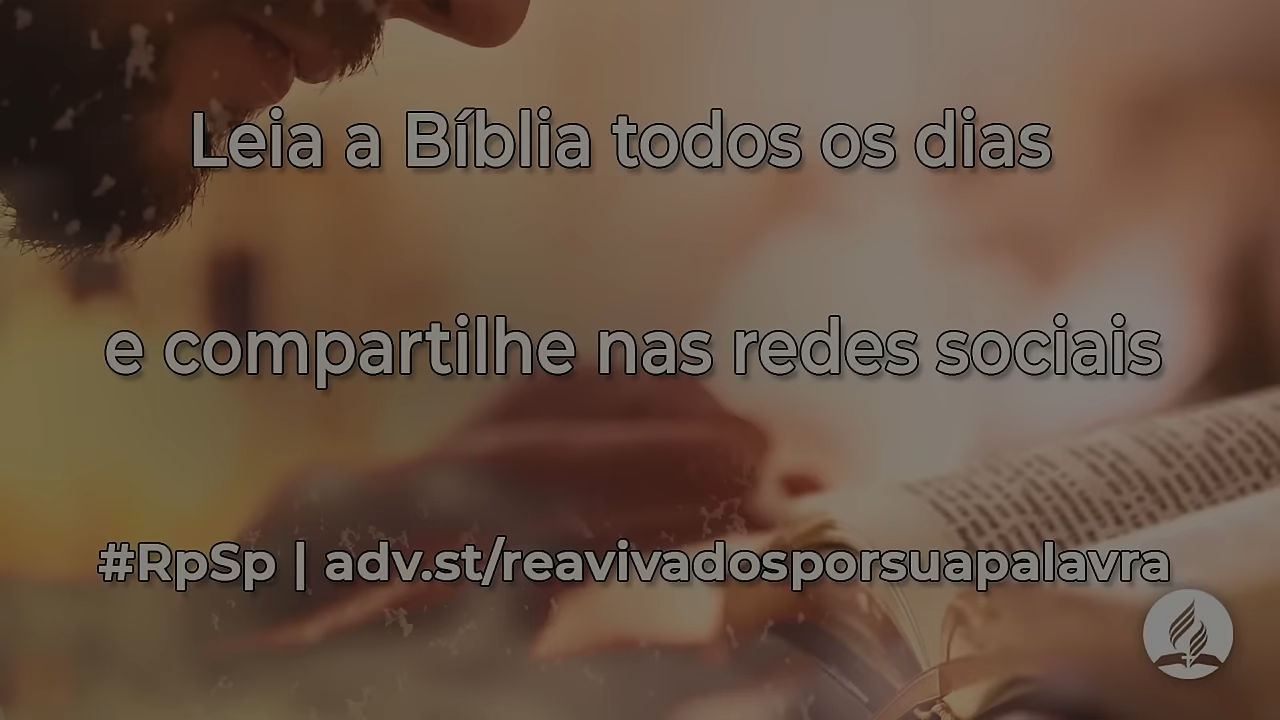 Leia a Bíblia todos os dias
e compartilhe nas redes sociais
#RpSp | adv.st/reavivadosporsuapalavra